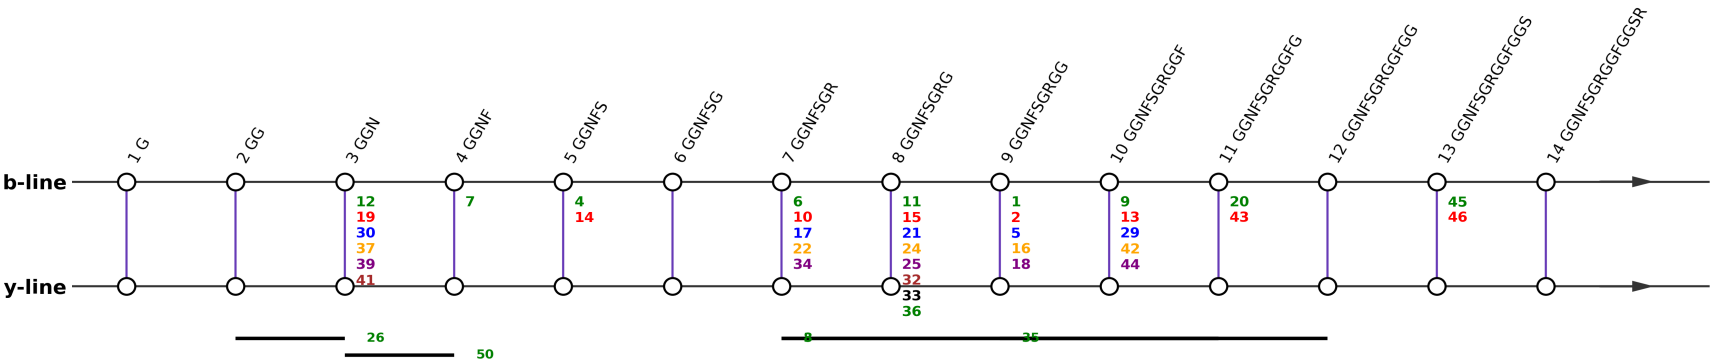 1 G
2 GG
3 GGN
4 GGNF
5 GGNFS
6 GGNFSG
7 GGNFSGR
8 GGNFSGRG
9 GGNFSGRGG
10 GGNFSGRGGF
11 GGNFSGRGGFG
12 GGNFSGRGGFGG
13 GGNFSGRGGFGGS
14 GGNFSGRGGFGGSR
b-line
12
19
30
37
39
41
7
4
14
6
10
17
22
34
11
15
21
24
25
32
33
36
1
2
5
16
18
9
13
29
42
44
20
43
45
46
y-line
26
8
35
50